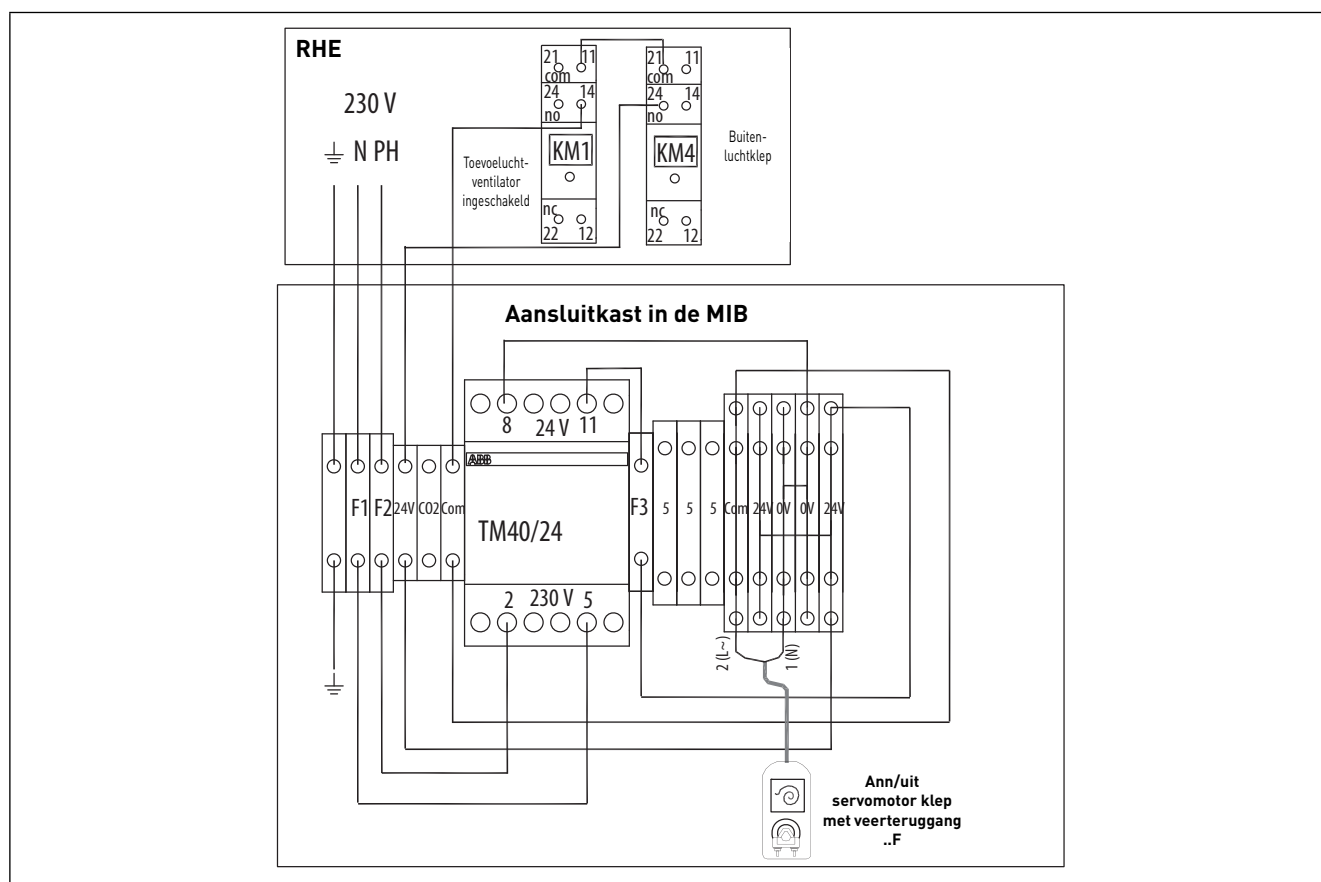 RHE
230 V
N PH
21 11
com
24 14
no
KM1
nc
22 12
21 11
com
24 14
no
KM4
nc
22 12
Toevoelucht-
ventilator
ingeschakeld
Buiten-
luchtklep
Aansluitkast in de MIB
8 24 V 11
ABB
F1 F2 24V CO2 Com
TM40/24
F3 5 5 5 Com 24V 0V 0V 24V
2 230 V 5
2 (L~)
1 (N)
Ann/uit
servomotor klep
met veerteruggang
..F